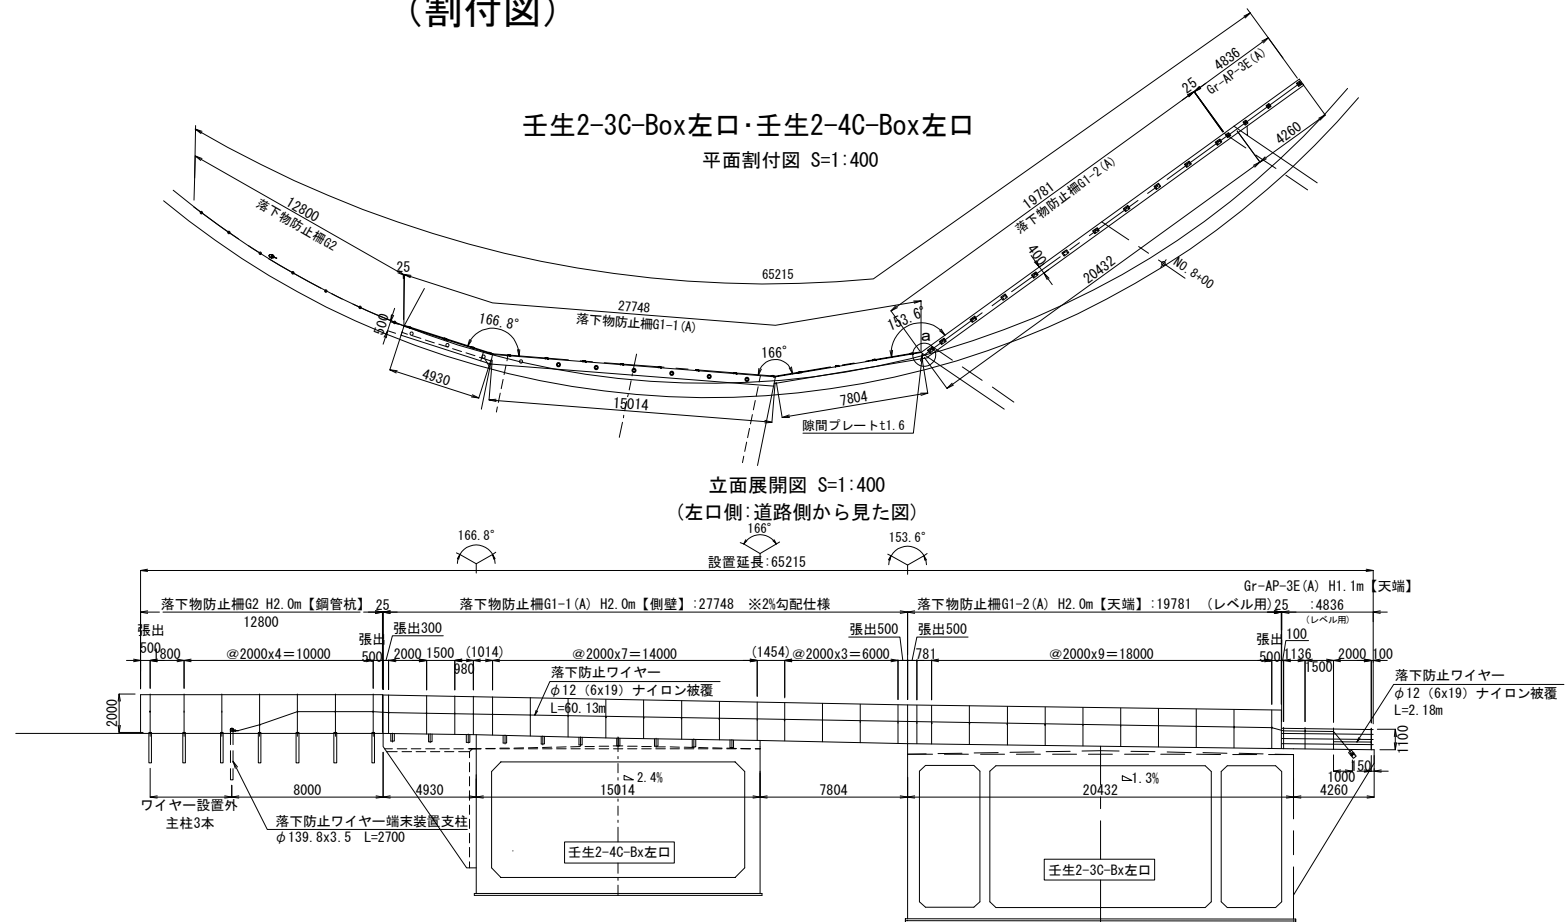 (割付図)
壬生2-3C-Box左口・壬生2-4C-Box左口
平面割付図 S=1:400
12800
落下物防止柵G2
25
65215
27748
落下物防止柵G1-1(A)
500
166.8°
166°
153.6°
a
4930
15014
7804
隙間プレートt1.6
19781
落下物防止柵G1-2(A)
400
20432
NO.8+00
25
4836
Gr-AP-3E(A)
4260
立面展開図 S=1:400
(左口側:道路側から見た図)
166.8°
166°
153.6°
設置延長:65215
Gr-AP-3E(A) H1.1m【天端】
落下物防止柵G2 H2.0m【鋼管杭】 25
落下物防止柵G1-1(A) H2.0m【側壁】:27748 ※2%勾配仕様
落下物防止柵G1-2(A) H2.0m【天端】:19781 (レベル用) 25
:4836
(レベル用)
12800
張出
500
1800
@2000x4=10000
張出
500
張出300
2000
1500
980
(1014)
@2000x7=14000
(1454)
@2000x3=6000
張出500
張出500
781
@2000x9=18000
張出
500
100
1136
1500
2000
100
落下防止ワイヤー
φ12 (6x19) ナイロン被覆
L=60.13m
落下防止ワイヤー
φ12 (6x19) ナイロン被覆
L=2.18m
2000
1100
150
1000
2.4%
1.3%
8000
4930
15014
7804
20432
4260
ワイヤー設置外
主柱3本
落下防止ワイヤー端末装置支柱
φ139.8x3.5 L=2700
壬生2-4C-Bx左口
壬生2-3C-Bx左口